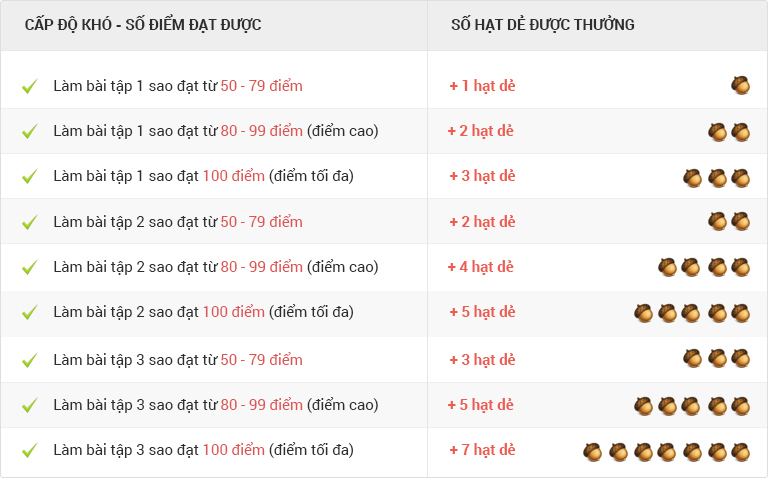 CẤP ĐỘ KHÓ - SỐ ĐIỂM ĐẠT ĐƯỢC SỐ HẠT DẺ ĐƯỢC THƯỞNG
Làm bài tập 1 sao đạt từ 50 - 79 điểm + 1 hạt dẻ
Làm bài tập 1 sao đạt từ 80 - 99 điểm (điểm cao) + 2 hạt dẻ
Làm bài tập 1 sao đạt 100 điểm (điểm tối đa) + 3 hạt dẻ
Làm bài tập 2 sao đạt từ 50 - 79 điểm + 2 hạt dẻ
Làm bài tập 2 sao đạt từ 80 - 99 điểm (điểm cao) + 4 hạt dẻ
Làm bài tập 2 sao đạt 100 điểm (điểm tối đa) + 5 hạt dẻ
Làm bài tập 3 sao đạt từ 50 - 79 điểm + 3 hạt dẻ
Làm bài tập 3 sao đạt từ 80 - 99 điểm (điểm cao) + 5 hạt dẻ
Làm bài tập 3 sao đạt 100 điểm (điểm tối đa) + 7 hạt dẻ